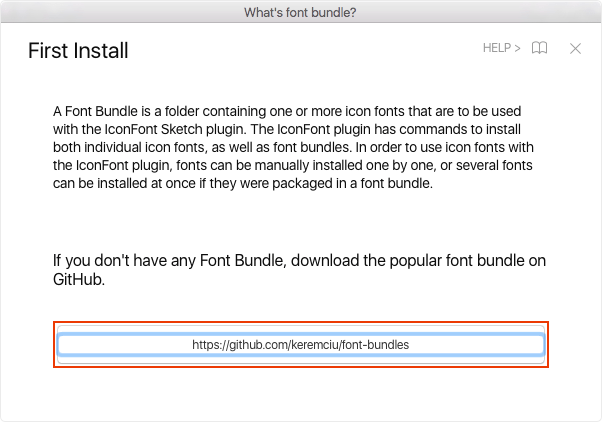 What's font bundle?
First Install
HELP >
A Font Bundle is a folder containing one or more icon fonts that are to be used
with the IconFont Sketch plugin. The IconFont plugin has commands to install
both individual icon fonts, as well as font bundles. In order to use icon fonts with
the IconFont plugin, fonts can be manually installed one by one, or several fonts
can be installed at once if they were packaged in a font bundle.
If you don't have any Font Bundle, download the popular font bundle on
GitHub.
https://github.com/keremciu/font-bundles